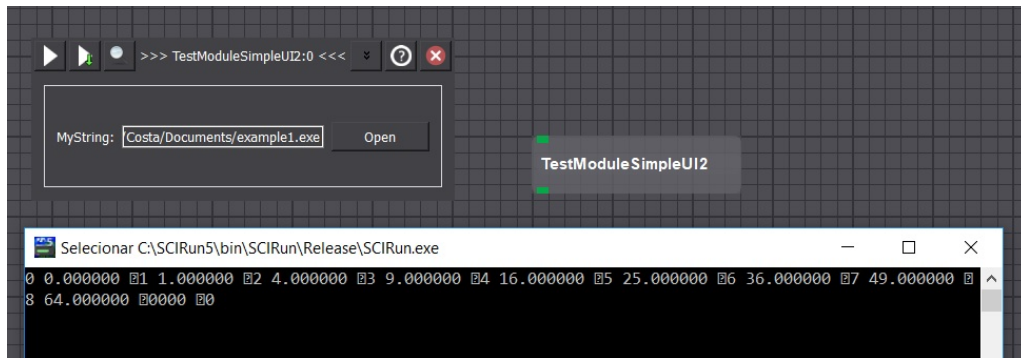 >>> TestModuleSimpleUI2:0 <<<
MyString: /Costa/Documents/example1.exe Open
TestModuleSimpleUI2
Selecionar C:\SCIRun5\bin\SCIRun\Release\SCIRun.exe
0 0.000000 ⍰1 1.000000 ⍰2 4.000000 ⍰3 9.000000 ⍰4 16.000000 ⍰5 25.000000 ⍰6 36.000000 ⍰7 49.000000 ⍰
8 64.000000 ⍰0000 ⍰0